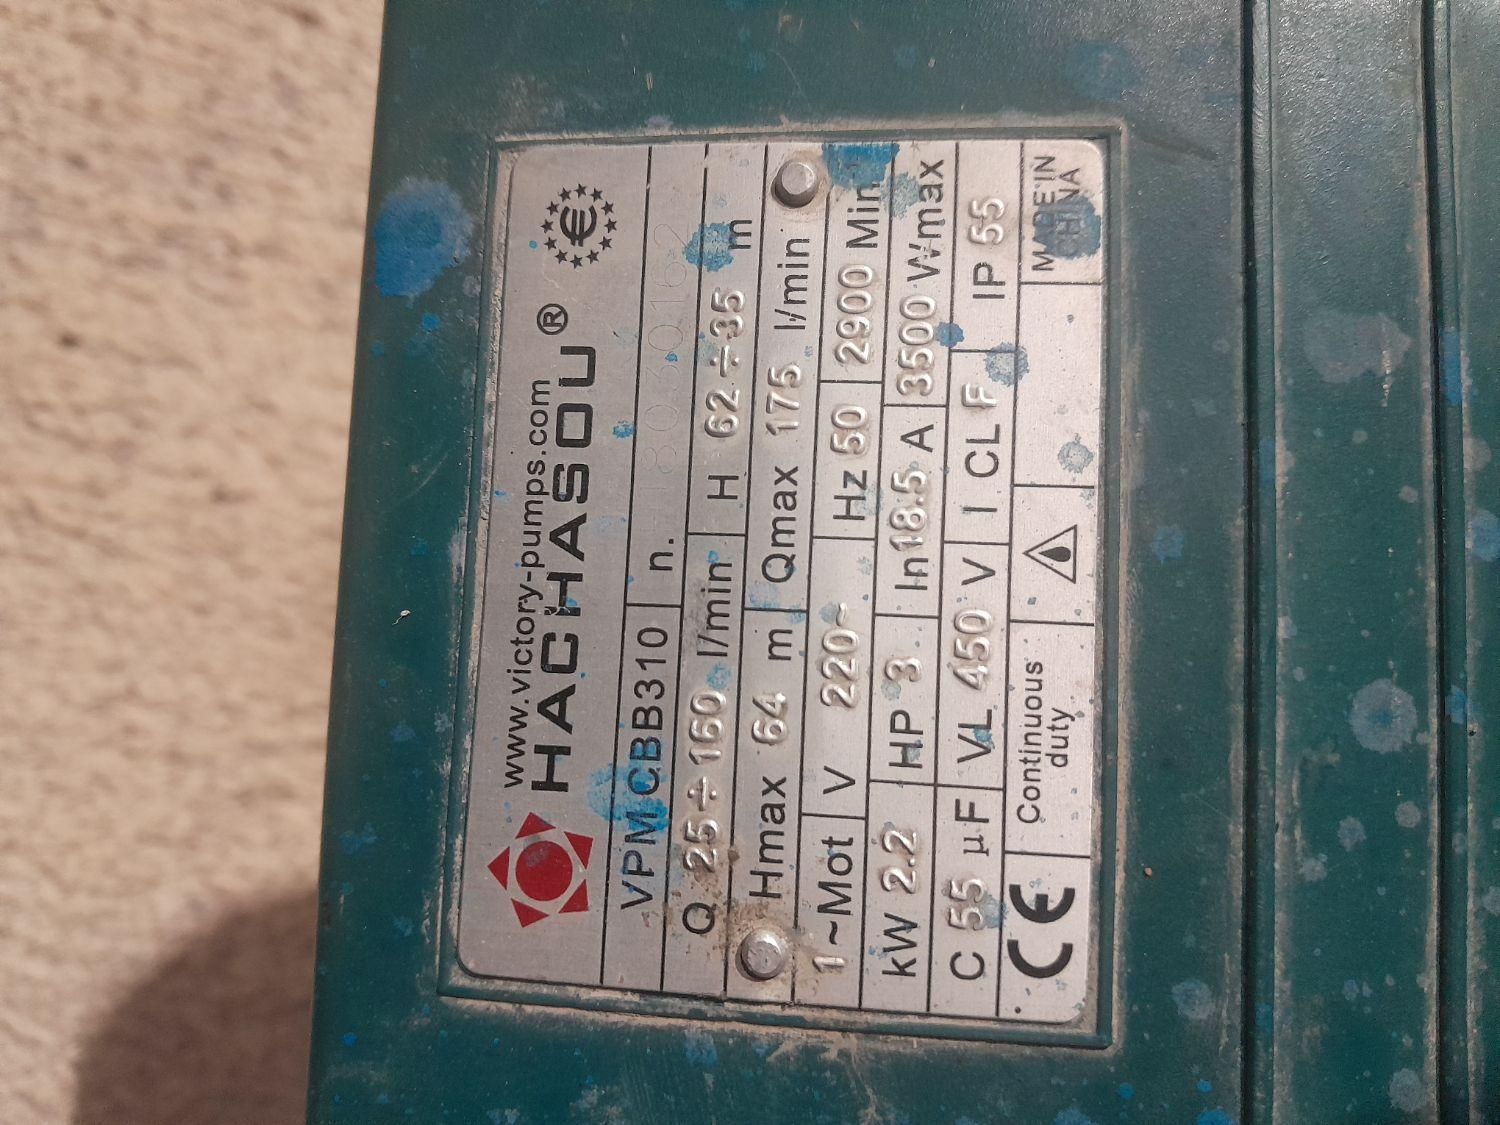 www.victory-pumps.com
HACHASOU®
€
VPM CBB310 n.
Q 25÷160 l/min H 62÷35 m
Hmax 64 m Qmax 175 l/min
1~Mot V 220~ Hz 50 2900 Min
kW 2.2 HP 3 In 18.5 A 3500 Wmax
C 55 µF VL 450 V I CL F IP 55
CE Continuous duty MADE IN CHINA